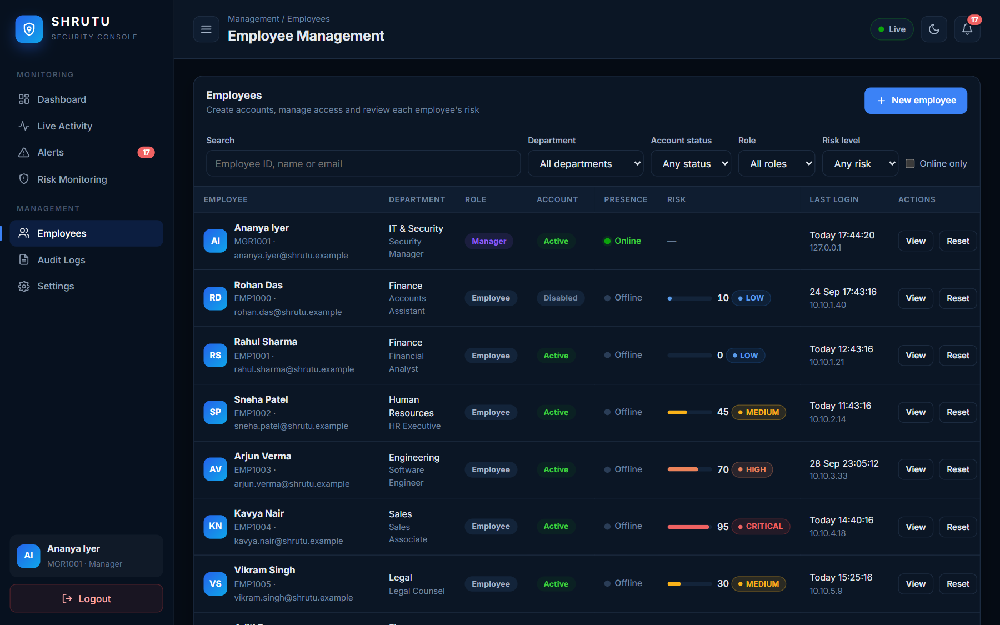 SHRUTU
SECURITY CONSOLE
MONITORING
Dashboard
Live Activity
Alerts 17
Risk Monitoring
MANAGEMENT
Employees
Audit Logs
Settings
AI Ananya Iyer
MGR1001 · Manager
Logout
Management / Employees
Employee Management
Live
17
Employees
Create accounts, manage access and review each employee's risk
New employee
Search Department Account status Role Risk level
Employee ID, name or email All departments Any status All roles Any risk Online only
EMPLOYEE DEPARTMENT ROLE ACCOUNT PRESENCE RISK LAST LOGIN ACTIONS
AI Ananya Iyer
MGR1001 ·
ananya.iyer@shrutu.example
IT & Security
Security
Manager
Manager Active Online —
Today 17:44:20
127.0.0.1
View Reset
RD Rohan Das
EMP1000 ·
rohan.das@shrutu.example
Finance
Accounts
Assistant
Employee Disabled Offline 10 LOW
24 Sep 17:43:16
10.10.1.40
View Reset
RS Rahul Sharma
EMP1001 ·
rahul.sharma@shrutu.example
Finance
Financial
Analyst
Employee Active Offline 0 LOW
Today 12:43:16
10.10.1.21
View Reset
SP Sneha Patel
EMP1002 ·
sneha.patel@shrutu.example
Human
Resources
HR Executive
Employee Active Offline 45 MEDIUM
Today 11:43:16
10.10.2.14
View Reset
AV Arjun Verma
EMP1003 ·
arjun.verma@shrutu.example
Engineering
Software
Engineer
Employee Active Offline 70 HIGH
28 Sep 23:05:12
10.10.3.33
View Reset
KN Kavya Nair
EMP1004 ·
kavya.nair@shrutu.example
Sales
Sales
Associate
Employee Active Offline 95 CRITICAL
Today 14:40:16
10.10.4.18
View Reset
VS Vikram Singh
EMP1005 ·
vikram.singh@shrutu.example
Legal
Legal Counsel
Employee Active Offline 30 MEDIUM
Today 15:25:16
10.10.5.9
View Reset